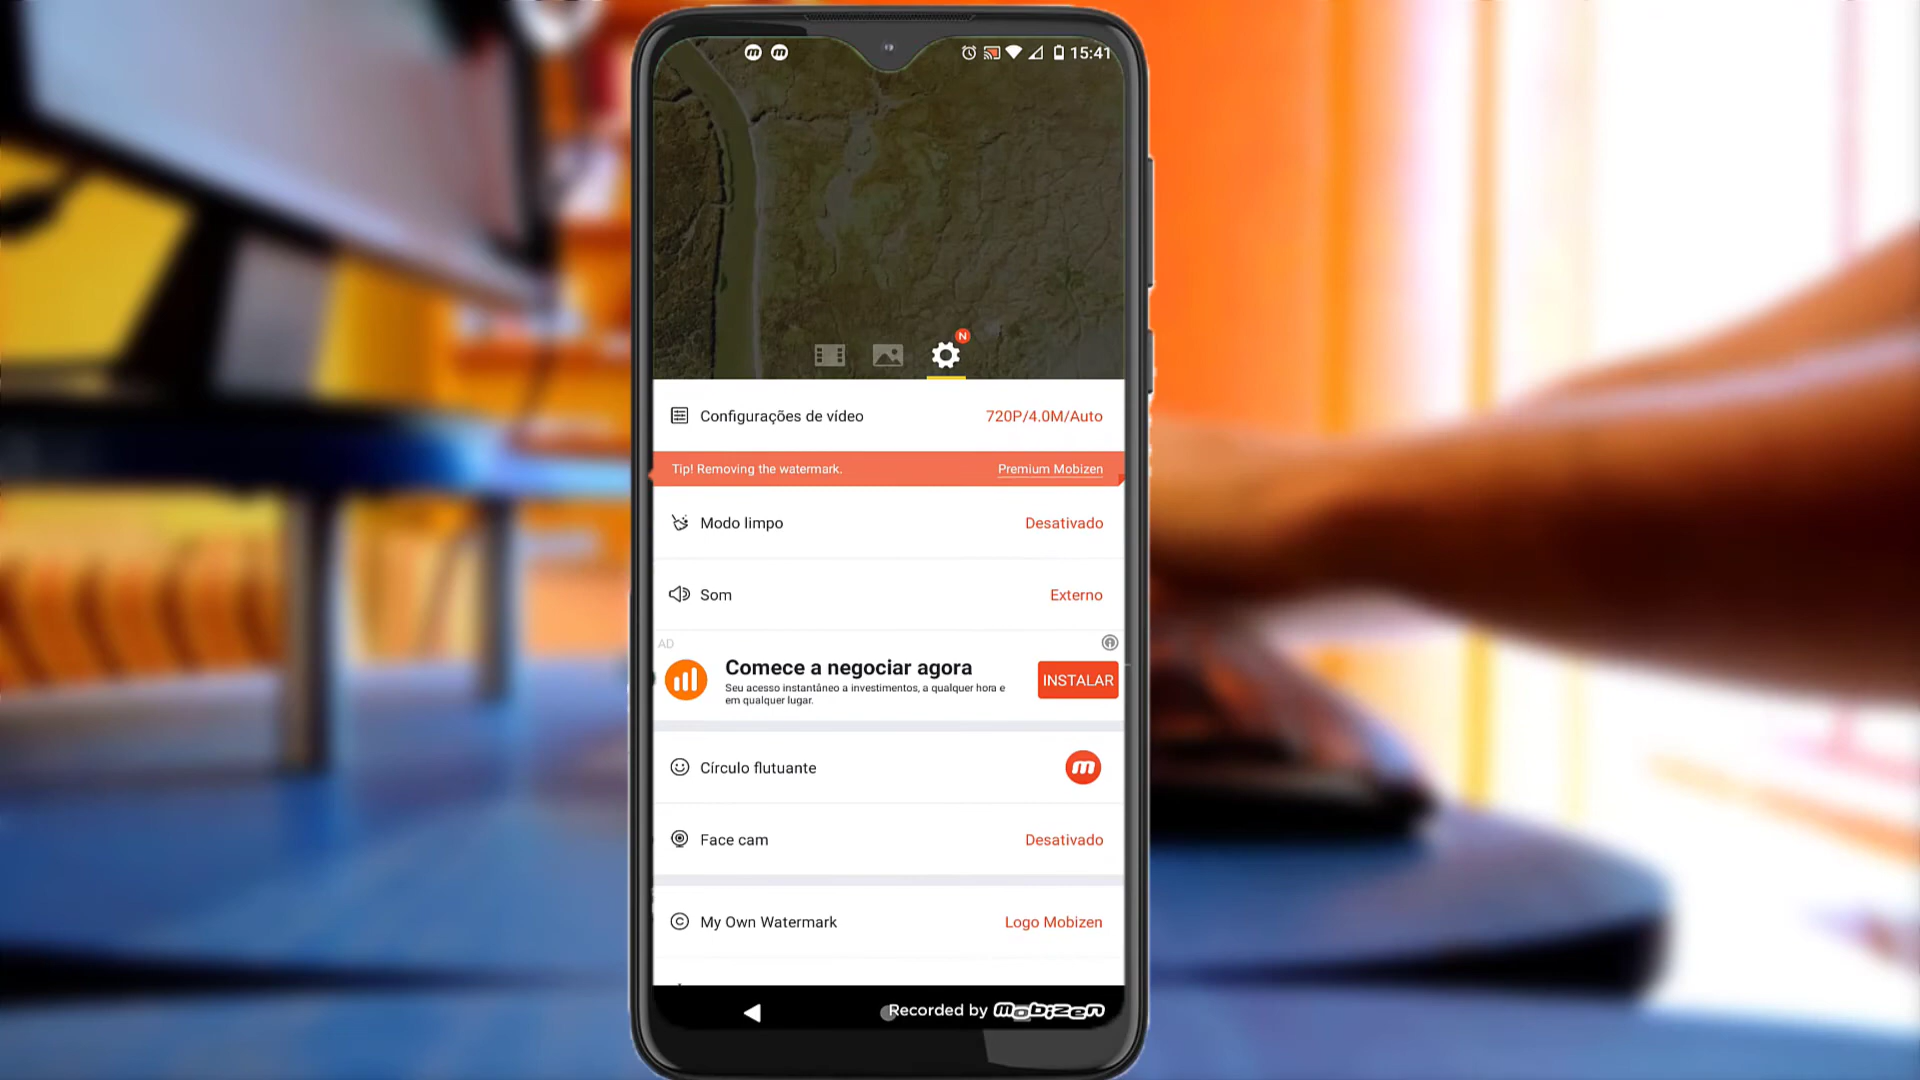 15:41
N
Configurações de vídeo 720P/4.0M/Auto
Tip! Removing the watermark. Premium Mobizen
Modo limpo Desativado
Som Externo
AD
Comece a negociar agora
Seu acesso instantâneo a investimentos, a qualquer hora e
em qualquer lugar.
INSTALAR
Círculo flutuante m
Face cam Desativado
My Own Watermark Logo Mobizen
Recorded by Mobizen